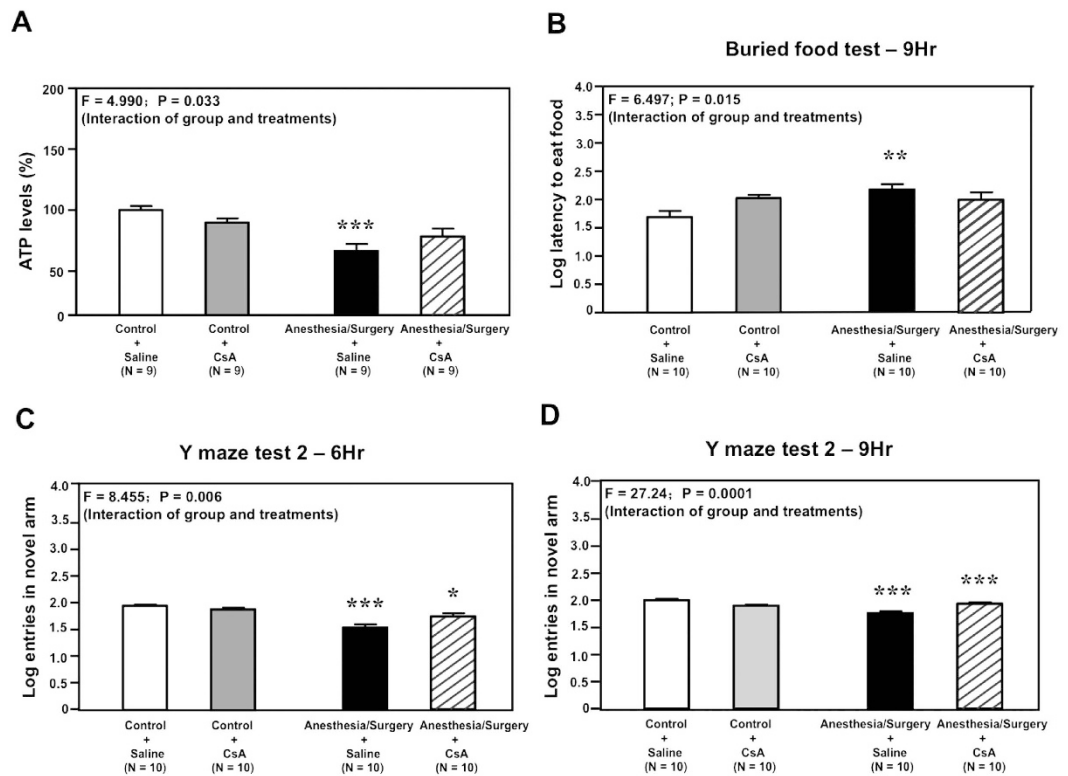 A
200
150
100
50
0
ATP levels (%)
F = 4.990; P = 0.033
(Interaction of group and treatments)
***
Control Control Anesthesia/Surgery Anesthesia/Surgery
+ + + +
Saline CsA Saline CsA
(N = 9) (N = 9) (N = 9) (N = 9)
B
Buried food test – 9Hr
4.0
3.5
3.0
2.5
2.0
1.5
1.0
0.5
0
Log latency to eat food
F = 6.497; P = 0.015
(Interaction of group and treatments)
**
Control Control Anesthesia/Surgery Anesthesia/Surgery
+ + + +
Saline CsA Saline CsA
(N = 10) (N = 10) (N = 10) (N = 10)
C
Y maze test 2 – 6Hr
4.0
3.5
3.0
2.5
2.0
1.5
1.0
0.5
0
Log entries in novel arm
F = 8.455; P = 0.006
(Interaction of group and treatments)
*** *
Control Control Anesthesia/Surgery Anesthesia/Surgery
+ + + +
Saline CsA Saline CsA
(N = 10) (N = 10) (N = 10) (N = 10)
D
Y maze test 2 – 9Hr
4.0
3.5
3.0
2.5
2.0
1.5
1.0
0.5
0
Log entries in novel arm
F = 27.24; P = 0.0001
(Interaction of group and treatments)
*** ***
Control Control Anesthesia/Surgery Anesthesia/Surgery
+ + + +
Saline CsA Saline CsA
(N = 10) (N = 10) (N = 10) (N = 10)